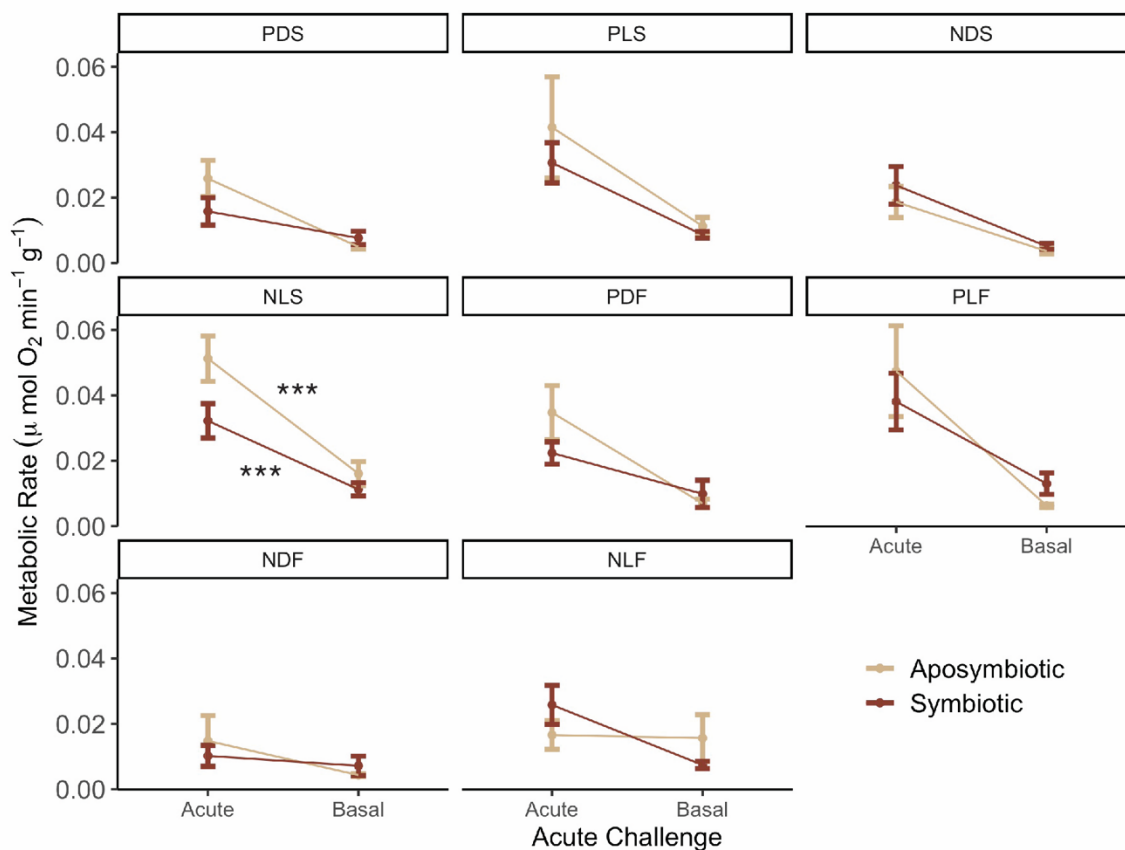 PDS
PLS
NDS
0.06
0.04
0.02
0.00
NLS
PDF
PLF
0.06
0.04
0.02
0.00
***
***
Acute
Basal
NDF
NLF
0.06
0.04
0.02
0.00
Acute
Basal
Acute
Basal
Metabolic Rate (μ mol O₂ min⁻¹ g⁻¹)
Acute Challenge
Aposymbiotic
Symbiotic